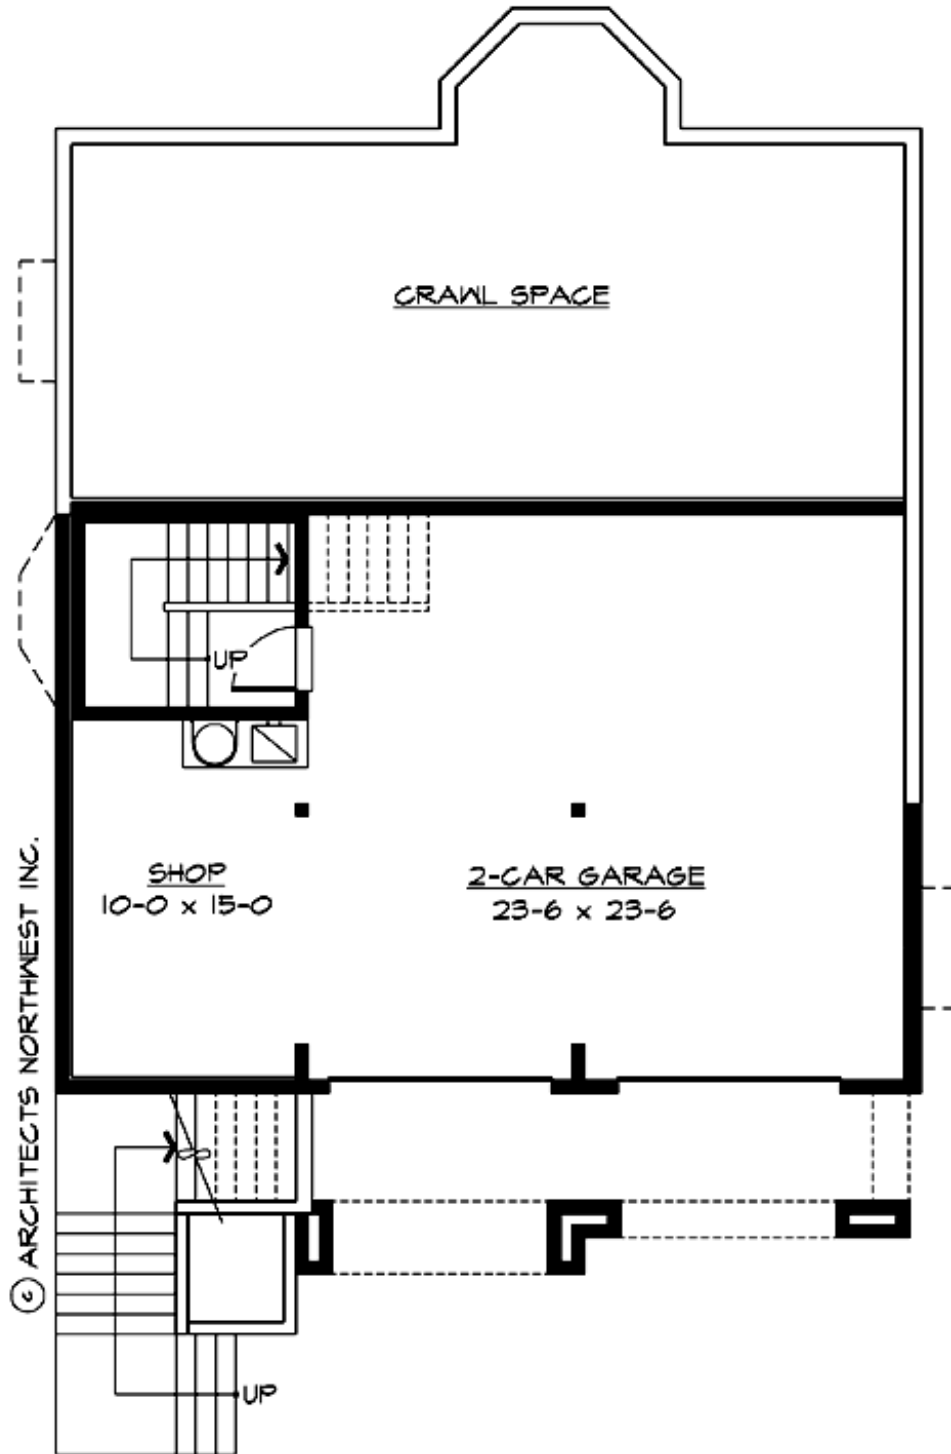 CRAWL SPACE
UP
SHOP
10-0 x 15-0
2-CAR GARAGE
23-6 x 23-6
© ARCHITECTS NORTHWEST INC.
UP